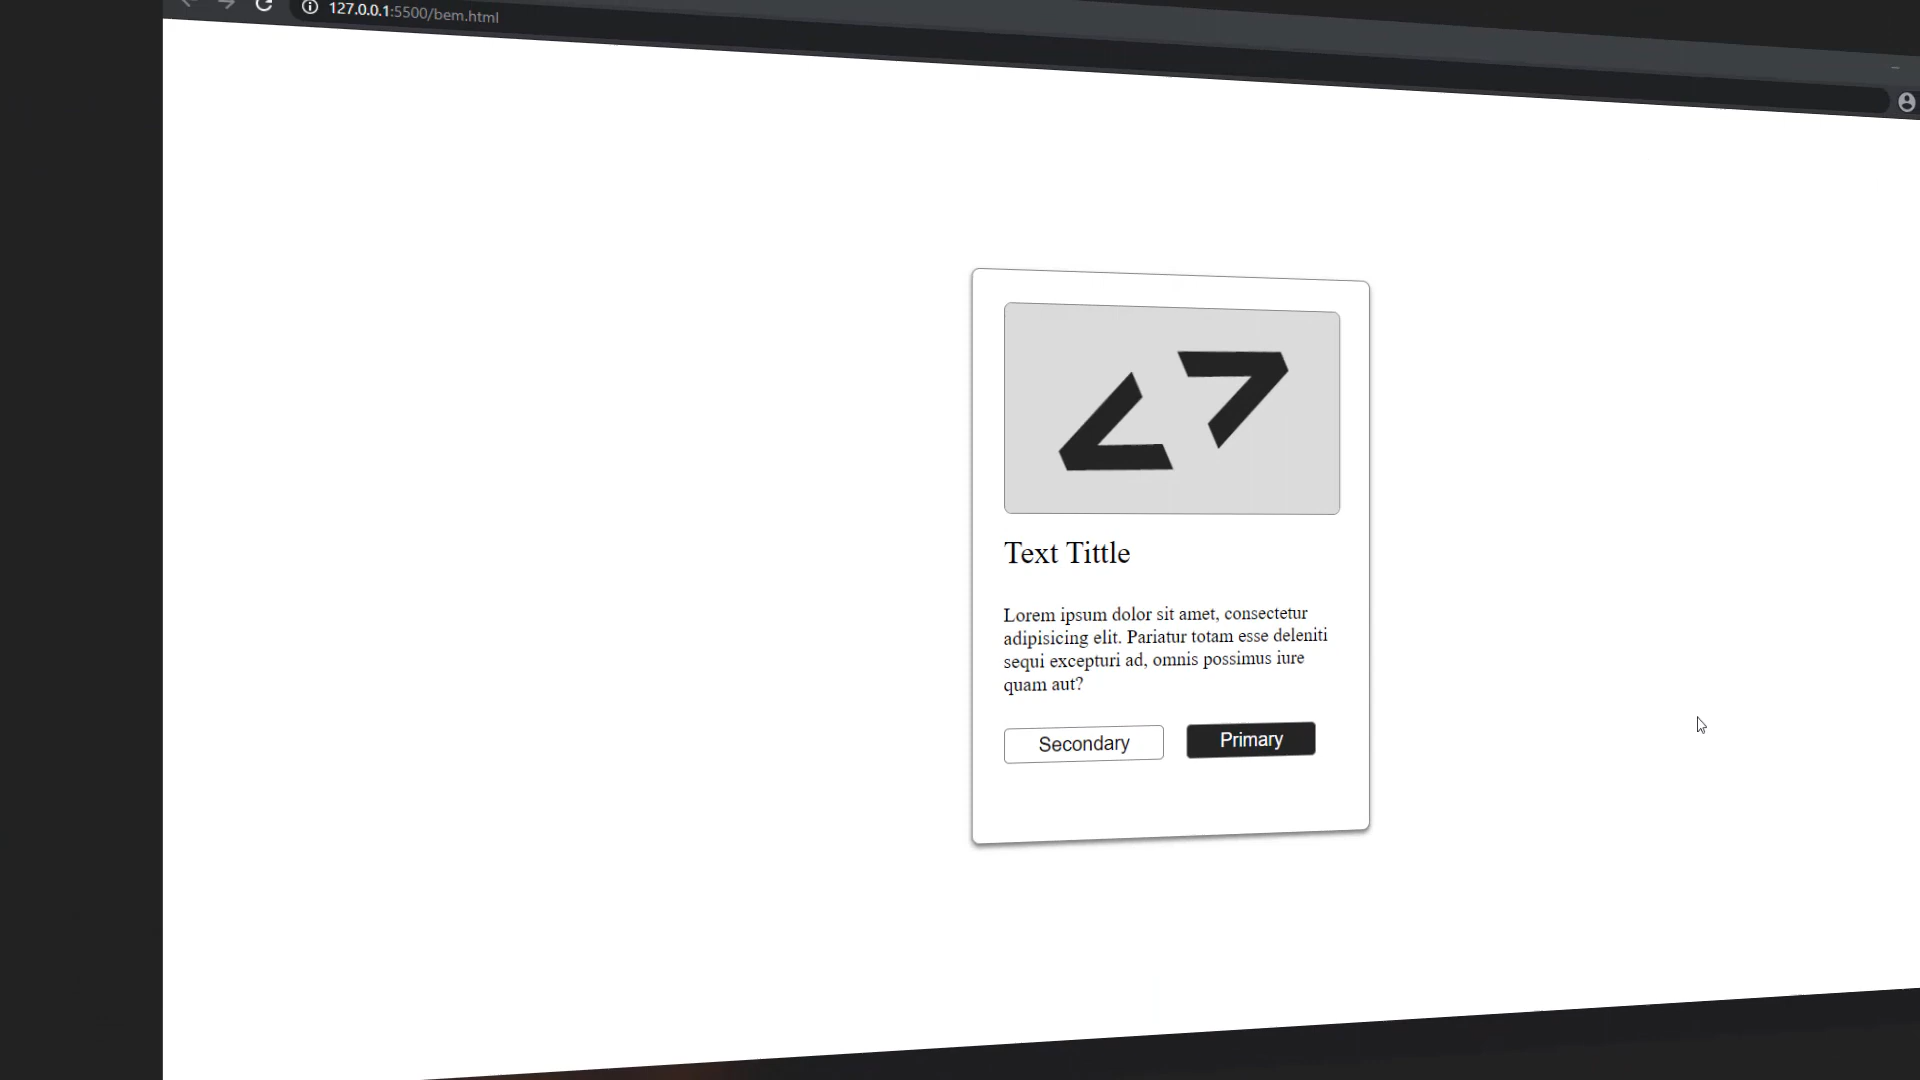 127.0.0.1:5500/bem.html
Text Tittle
Lorem ipsum dolor sit amet, consectetur
adipisicing elit. Pariatur totam esse deleniti
sequi excepturi ad, omnis possimus iure
quam aut?
Secondary
Primary